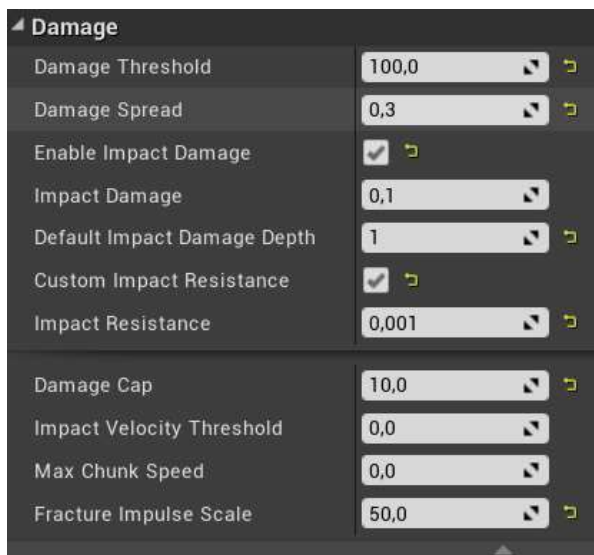 Damage
Damage Threshold 100,0
Damage Spread 0,3
Enable Impact Damage
Impact Damage 0,1
Default Impact Damage Depth 1
Custom Impact Resistance
Impact Resistance 0,001
Damage Cap 10,0
Impact Velocity Threshold 0,0
Max Chunk Speed 0,0
Fracture Impulse Scale 50,0